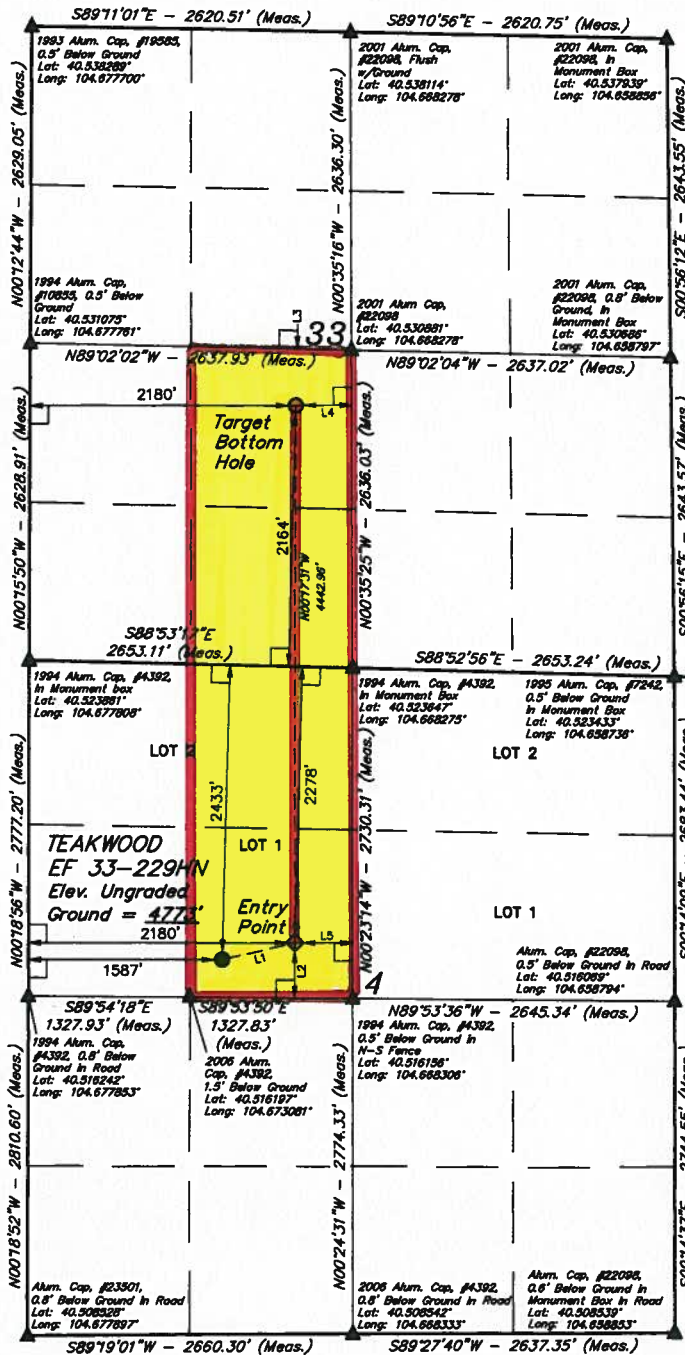 S89°11'01"E - 2620.51' (Meas.)
S89°10'56"E - 2620.75' (Meas.)
1993 Alum. Cap, #19585,
0.5' Below Ground
Lat: 40.538289°
Long: 104.677700°
2001 Alum. Cap,
#22098, Flush
w/Ground
Lat: 40.538114°
Long: 104.668278°
2001 Alum. Cap,
#22098, In
Monument Box
Lat: 40.537939°
Long: 104.658856°
N00°12'44"W - 2629.05' (Meas.)
N00°35'16"W - 2636.30' (Meas.)
S00°56'12"E - 2643.55' (Meas.)
1994 Alum. Cap,
#10855, 0.5' Below
Ground
Lat: 40.531075°
Long: 104.677761°
2001 Alum Cap,
#22098
Lat: 40.530881°
Long: 104.668278°
2001 Alum. Cap,
#22098, 0.8' Below
Ground, In
Monument Box
Lat: 40.530686°
Long: 104.658797°
L3
33
N89°02'02"W - 2637.93' (Meas.)
N89°02'04"W - 2637.02' (Meas.)
2180'
L4
Target
Bottom
Hole
N00°15'50"W - 2628.91' (Meas.)
2164'
N00°17'31"W
4442.96'
N00°35'25"W - 2636.03' (Meas.)
S00°56'15"E - 2643.57' (Meas.)
S88°53'17"E
2653.11' (Meas.)
S88°52'56"E - 2653.24' (Meas.)
1994 Alum. Cap, #4392,
In Monument box
Lat: 40.523861°
Long: 104.677808°
1994 Alum. Cap, #4392,
In Monument Box
Lat: 40.523647°
Long: 104.668275°
1995 Alum. Cap, #7242,
0.5' Below Ground
In Monument Box
Lat: 40.523433°
Long: 104.658736°
LOT 2
LOT 2
N00°18'56"W - 2777.20' (Meas.)
2433'
2278'
N00°23'14"W - 2730.31' (Meas.)
LOT 1
TEAKWOOD
EF 33-229HN
Elev. Ungraded
Ground = 4773'
Entry
Point
LOT 1
2180'
L5
1587'
L1
L2
Alum. Cap, #22098,
0.5' Below Ground In Road
Lat: 40.516069°
Long: 104.658794°
4
S89°54'18"E
1327.93' (Meas.)
S89°53'50"E
1327.83'
(Meas.)
N89°53'36"W - 2645.34' (Meas.)
1994 Alum. Cap,
#4392, 0.8' Below
Ground In Road
Lat: 40.516242°
Long: 104.677853°
2006 Alum.
Cap, #4392,
1.5' Below Ground
Lat: 40.516197°
Long: 104.673081°
1994 Alum. Cap, #4392,
0.5' Below Ground in
N-S Fence
Lat: 40.516156°
Long: 104.668306°
N00°18'52"W - 2810.60' (Meas.)
N00°24'31"W - 2774.33' (Meas.)
Alum. Cap, #23501,
0.8' Below Ground In Road
Lat: 40.508528°
Long: 104.677897°
2006 Alum. Cap, #4392,
0.8' Below Ground In Road
Lat: 40.508542°
Long: 104.668333°
Alum. Cap, #22098,
0.6' Below Ground In
Monument Box In Road
Lat: 40.508539°
Long: 104.658853°
S89°19'01"W - 2660.30' (Meas.)
S89°27'40"W - 2637.35' (Meas.)